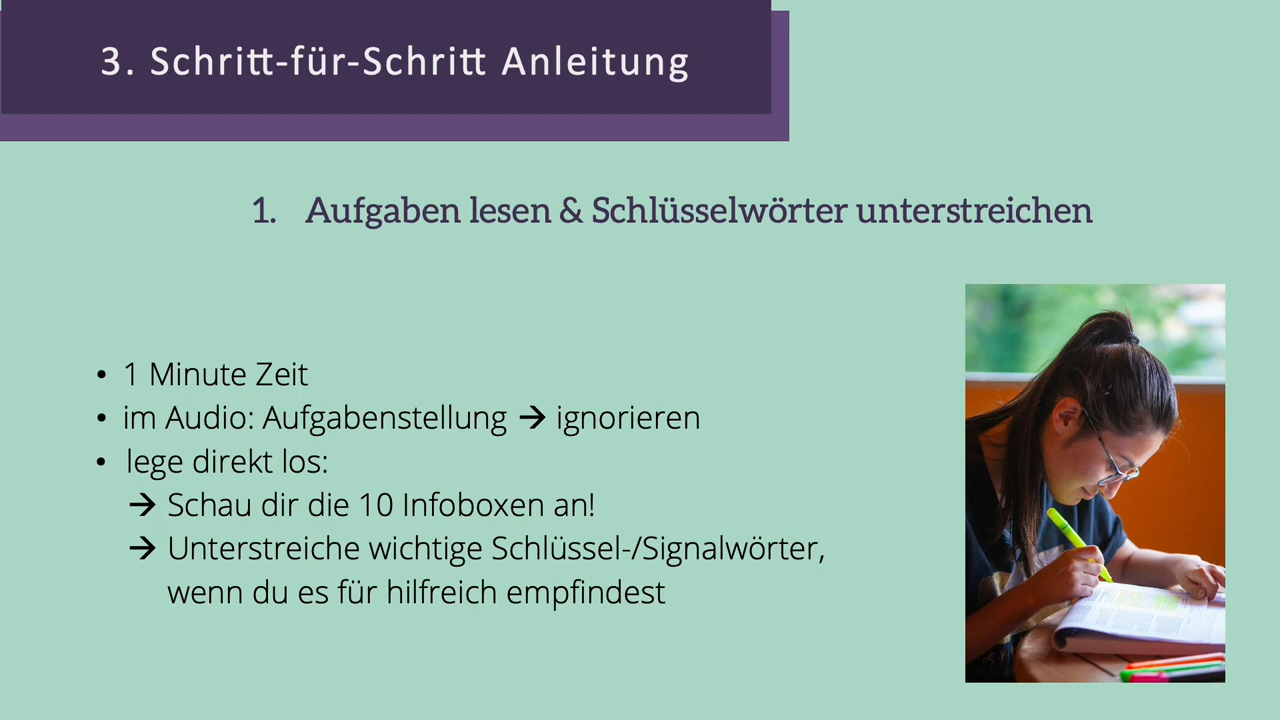 3. Schritt-für-Schritt Anleitung
1. Aufgaben lesen & Schlüsselwörter unterstreichen
• 1 Minute Zeit
• im Audio: Aufgabenstellung → ignorieren
• lege direkt los:
→ Schau dir die 10 Infoboxen an!
→ Unterstreiche wichtige Schlüssel-/Signalwörter,
wenn du es für hilfreich empfindest